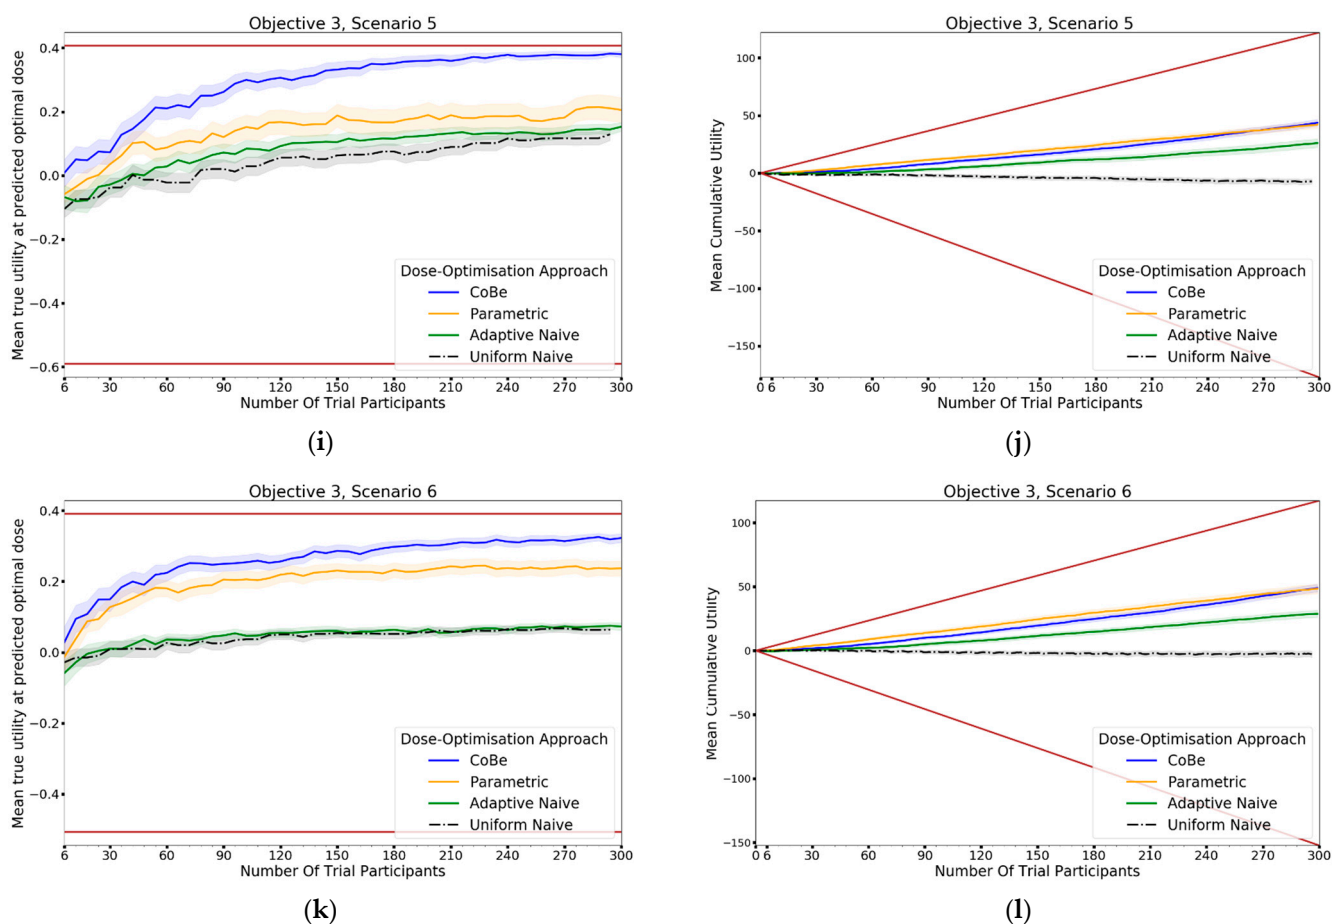 Objective 3, Scenario 5
Mean true utility at predicted optimal dose
0.4
0.2
0.0
−0.2
−0.4
−0.6
6 30 60 90 120 150 180 210 240 270 300
Number Of Trial Participants
Dose-Optimisation Approach
CoBe
Parametric
Adaptive Naive
Uniform Naive
(i)
Objective 3, Scenario 5
Mean Cumulative Utility
100
50
0
−50
−100
−150
0 6 30 60 90 120 150 180 210 240 270 300
Number Of Trial Participants
Dose-Optimisation Approach
CoBe
Parametric
Adaptive Naive
Uniform Naive
(j)
Objective 3, Scenario 6
Mean true utility at predicted optimal dose
0.4
0.2
0.0
−0.2
−0.4
6 30 60 90 120 150 180 210 240 270 300
Number Of Trial Participants
Dose-Optimisation Approach
CoBe
Parametric
Adaptive Naive
Uniform Naive
(k)
Objective 3, Scenario 6
Mean Cumulative Utility
100
50
0
−50
−100
−150
0 6 30 60 90 120 150 180 210 240 270 300
Number Of Trial Participants
Dose-Optimisation Approach
CoBe
Parametric
Adaptive Naive
Uniform Naive
(l)